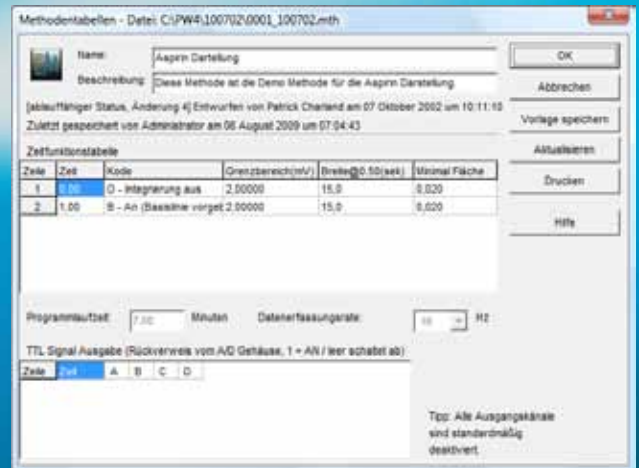 Methodentabellen - Datei: C:\PW4\100702\0001_100702.mth
Name: Aspirin Dartellung
Beschreibung: Diese Methode ist die Demo Methode für die Aspirin Darstellung
[ablauffähiger Status, Änderung 4] Entworfen von Patrick Charland am 07 Oktober 2002 um 10:11:10
Zuletzt gespeichert von Administrator am 06 August 2009 um 07:04:43
OK
Abbrechen
Vorlage speichern
Aktualisieren
Drucken
Hilfe
Zeitfunktionstabelle
Zeile Zeit Kode Grenzbereich(mV) Breite@0.50(sek) Minimal Fläche
1 0,00 O - Integrierung aus 2,00000 15,0 0,020
2 1,00 B - An (Basislinie vorget 2,00000 15,0 0,020
Programmlaufzeit: 7,00 Minuten Datenerfassungsrate: 10 HZ
TTL Signal Ausgabe (Rückverweis vom A/D Gehäuse, 1 = AN / leer schaltet ab)
Zeile Zeit A B C D
Tipp: Alle Ausgangskänale
sind standardmäßig
deaktiviert.